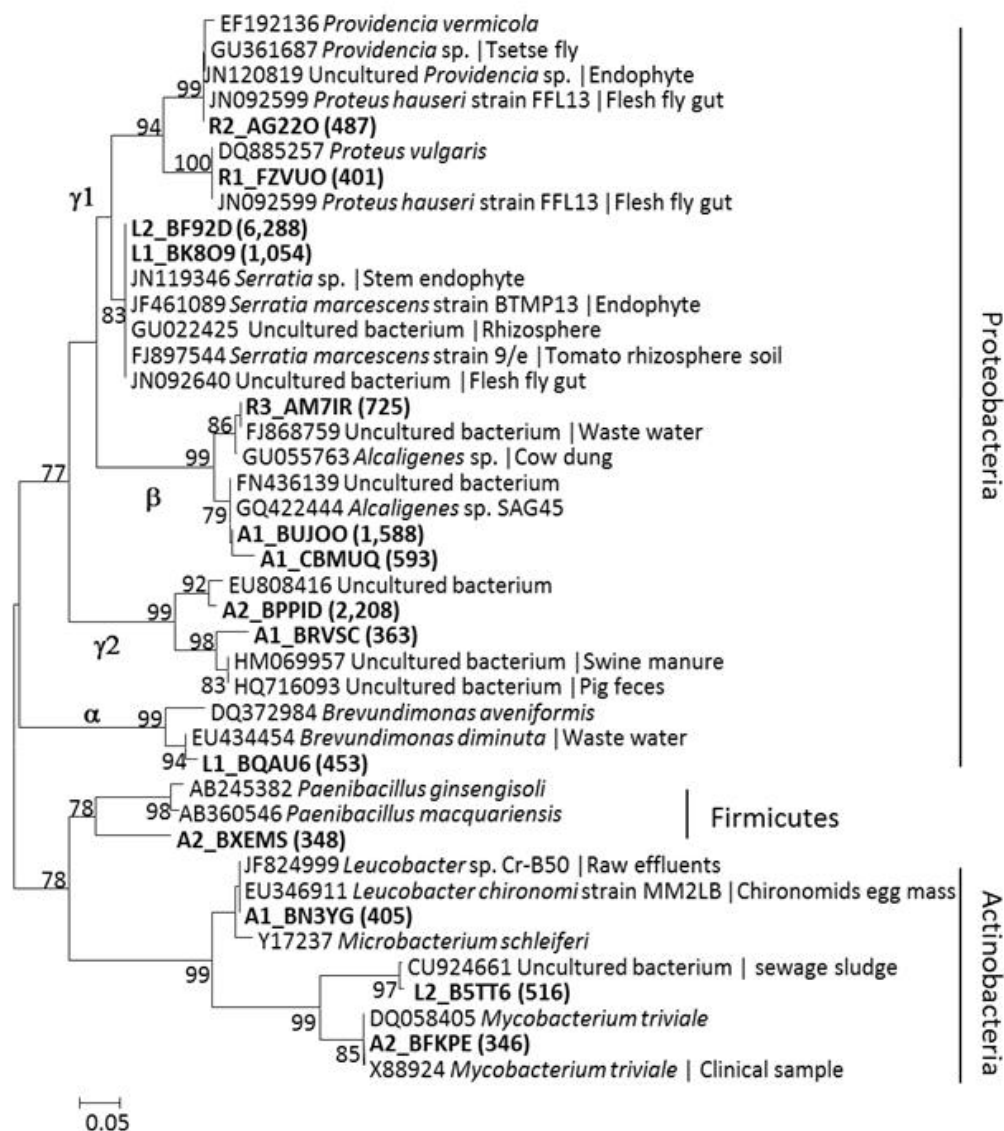 EF192136 Providencia vermicola
GU361687 Providencia sp. | Tsetse fly
JN120819 Uncultured Providencia sp. | Endophyte
99
JN092599 Proteus hauseri strain FFL13 | Flesh fly gut
R2_AG22O (487)
94
DQ885257 Proteus vulgaris
100
R1_FZVUO (401)
JN092599 Proteus hauseri strain FFL13 | Flesh fly gut
γ1
L2_BF92D (6,288)
L1_BK8O9 (1,054)
JN119346 Serratia sp. | Stem endophyte
JF461089 Serratia marcescens strain BTMP13 | Endophyte
83
GU022425 Uncultured bacterium | Rhizosphere
FJ897544 Serratia marcescens strain 9/e | Tomato rhizosphere soil
JN092640 Uncultured bacterium | Flesh fly gut
R3_AM7IR (725)
86
FJ868759 Uncultured bacterium | Waste water
99
GU055763 Alcaligenes sp. | Cow dung
77
FN436139 Uncultured bacterium
β
GQ422444 Alcaligenes sp. SAG45
79
A1_BUJOO (1,588)
A1_CBMUQ (593)
92
EU808416 Uncultured bacterium
99
A2_BPPID (2,208)
A1_BRVSC (363)
98
γ2
HM069957 Uncultured bacterium | Swine manure
83
HQ716093 Uncultured bacterium | Pig feces
α
99
DQ372984 Brevundimonas aveniformis
EU434454 Brevundimonas diminuta | Waste water
94
L1_BQAU6 (453)
Proteobacteria
AB245382 Paenibacillus ginsengisoli
78
98
AB360546 Paenibacillus macquariensis
A2_BXEMS (348)
Firmicutes
78
JF824999 Leucobacter sp. Cr-B50 | Raw effluents
EU346911 Leucobacter chironomi strain MM2LB | Chironomids egg mass
A1_BN3YG (405)
Y17237 Microbacterium schleiferi
99
CU924661 Uncultured bacterium | sewage sludge
97
L2_B5TT6 (516)
99
DQ058405 Mycobacterium triviale
A2_BFKPE (346)
85
X88924 Mycobacterium triviale | Clinical sample
Actinobacteria
0.05